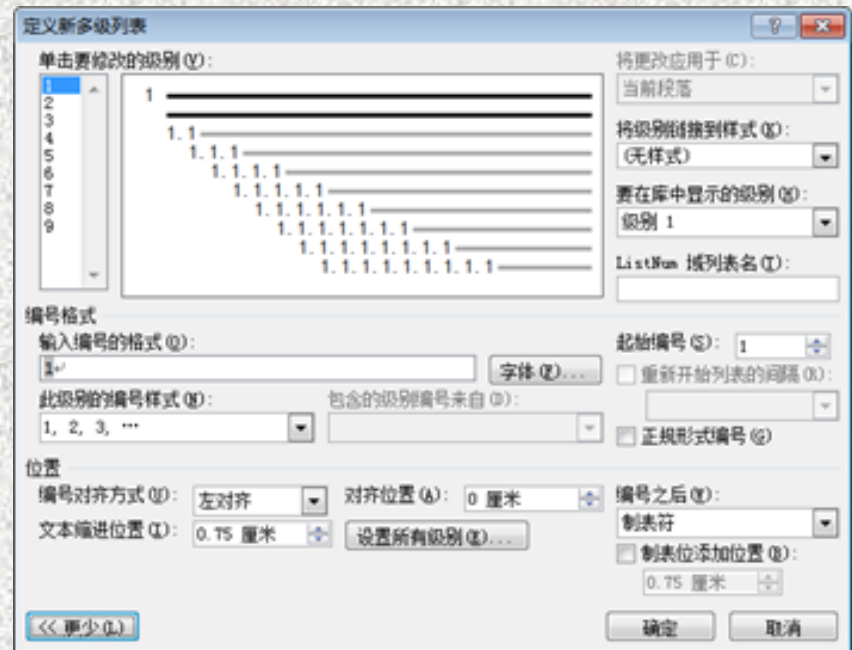 定义新多级列表
单击要修改的级别(V):
1
2
3
4
5
6
7
8
9
1
1.1
1.1.1
1.1.1.1
1.1.1.1.1
1.1.1.1.1.1
1.1.1.1.1.1.1
1.1.1.1.1.1.1.1
1.1.1.1.1.1.1.1.1
将更改应用于(C):
当前段落
将级别链接到样式(K):
(无样式)
要在库中显示的级别(H):
级别 1
ListNum 域列表名(T):
编号格式
输入编号的格式(O):
1
字体(F)...
起始编号(S): 1
重新开始列表的间隔(R):
此级别的编号样式(N):
1, 2, 3, …
包含的级别编号来自(D):
正规形式编号(G)
位置
编号对齐方式(U): 左对齐
对齐位置(A): 0 厘米
文本缩进位置(I): 0.75 厘米
设置所有级别(E)...
编号之后(W):
制表符
制表位添加位置(B):
0.75 厘米
<< 更少(L)
确定
取消